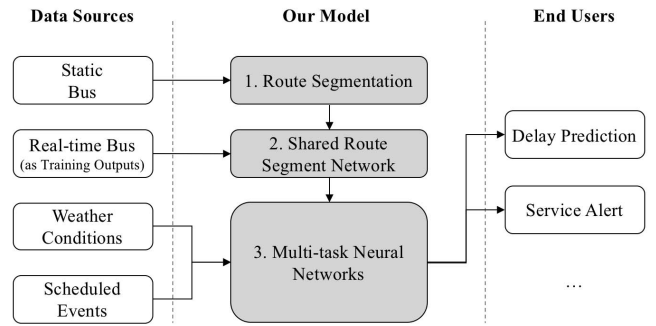 Data Sources
Our Model
End Users
Static
Bus
1. Route Segmentation
Real-time Bus
(as Training Outputs)
2. Shared Route
Segment Network
Delay Prediction
Weather
Conditions
3. Multi-task Neural
Networks
Service Alert
Scheduled
Events
…